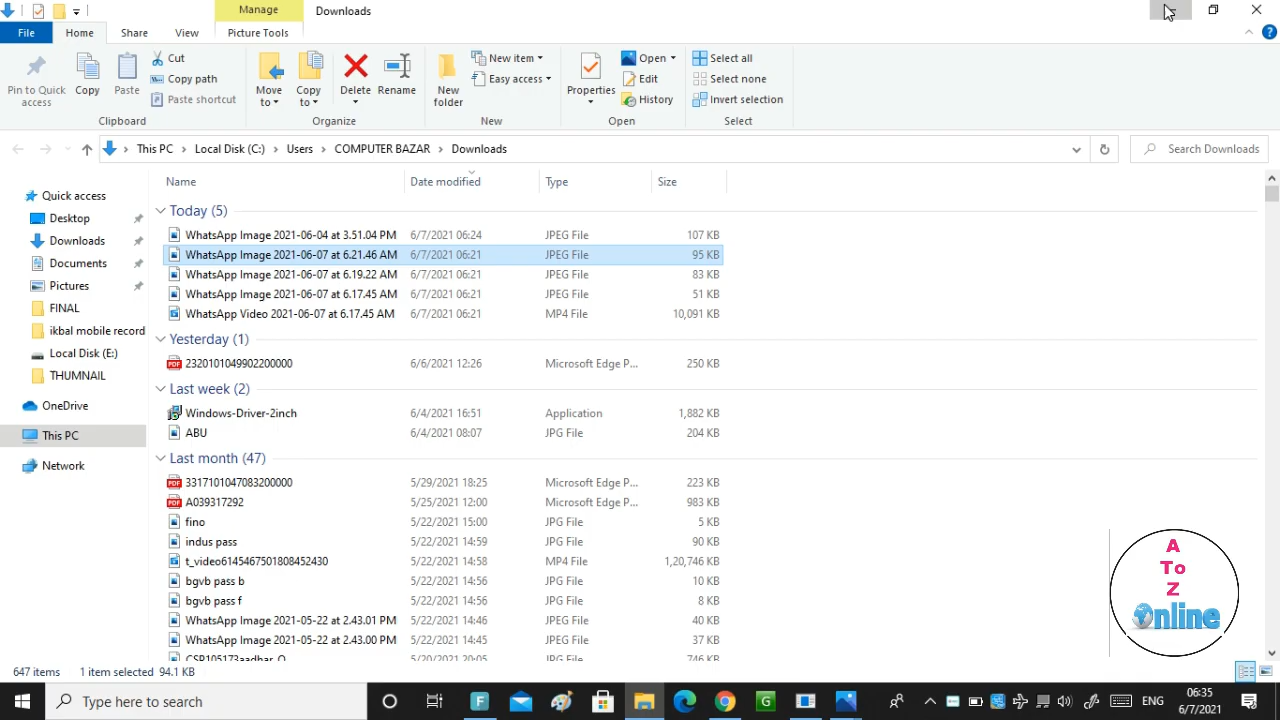 Manage
Downloads
File
Home
Share
View
Picture Tools
Pin to Quick access
Copy
Paste
Cut
Copy path
Paste shortcut
Move to
Copy to
Delete
Rename
New folder
New item
Easy access
Properties
Open
Edit
History
Select all
Select none
Invert selection
Clipboard
Organize
New
Open
Select
This PC > Local Disk (C:) > Users > COMPUTER BAZAR > Downloads
Search Downloads
Name Date modified Type Size
Quick access
Desktop
Downloads
Documents
Pictures
FINAL
ikbal mobile record
Local Disk (E:)
THUMNAIL
OneDrive
This PC
Network
Today (5)
WhatsApp Image 2021-06-04 at 3.51.04 PM 6/7/2021 06:24 JPEG File 107 KB
WhatsApp Image 2021-06-07 at 6.21.46 AM 6/7/2021 06:21 JPEG File 95 KB
WhatsApp Image 2021-06-07 at 6.19.22 AM 6/7/2021 06:21 JPEG File 83 KB
WhatsApp Image 2021-06-07 at 6.17.45 AM 6/7/2021 06:21 JPEG File 51 KB
WhatsApp Video 2021-06-07 at 6.17.45 AM 6/7/2021 06:21 MP4 File 10,091 KB
Yesterday (1)
2320101049902200000 6/6/2021 12:26 Microsoft Edge P... 250 KB
Last week (2)
Windows-Driver-2inch 6/4/2021 16:51 Application 1,882 KB
ABU 6/4/2021 08:07 JPG File 204 KB
Last month (47)
3317101047083200000 5/29/2021 18:25 Microsoft Edge P... 223 KB
A039317292 5/25/2021 12:00 Microsoft Edge P... 983 KB
fino 5/22/2021 15:00 JPG File 5 KB
indus pass 5/22/2021 14:59 JPG File 90 KB
t_video6145467501808452430 5/22/2021 14:58 MP4 File 1,20,746 KB
bgvb pass b 5/22/2021 14:56 JPG File 10 KB
bgvb pass f 5/22/2021 14:56 JPG File 8 KB
WhatsApp Image 2021-05-22 at 2.43.01 PM 5/22/2021 14:46 JPEG File 40 KB
WhatsApp Image 2021-05-22 at 2.43.00 PM 5/22/2021 14:45 JPEG File 37 KB
CSP105173aadhar_O 5/20/2021 20:05 JPEG File 746 KB
A
To
Z
Online
647 items 1 item selected 94.1 KB
Type here to search
ENG
06:35
6/7/2021